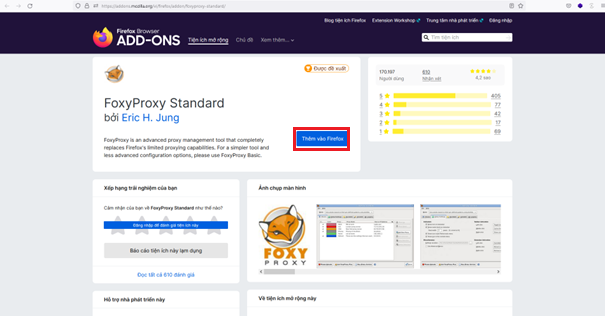 https://addons.mozilla.org/vi/firefox/addon/foxyproxy-standard/
Blog tiện ích Firefox Extension Workshop Trung tâm nhà phát triển Đăng nhập
Firefox Browser
ADD-ONS
Tiện ích mở rộng Chủ đề Xem thêm...
Tìm tiện ích
Được đề xuất
FoxyProxy Standard
bởi Eric H. Jung
FoxyProxy is an advanced proxy management tool that completely
replaces Firefox's limited proxying capabilities. For a simpler tool and
less advanced configuration options, please use FoxyProxy Basic.
Thêm vào Firefox
170.197 610
Người dùng Nhận xét 4,1 sao
5 405
4 77
3 42
2 17
1 69
Xếp hạng trải nghiệm của bạn
Cảm nhận của bạn về FoxyProxy Standard như thế nào?
Đăng nhập để đánh giá tiện ích này
Báo cáo tiện ích này lạm dụng
Đọc tất cả 610 đánh giá
Ảnh chụp màn hình
FOXY
PROXY
Hỗ trợ nhà phát triển này
Về tiện ích mở rộng này